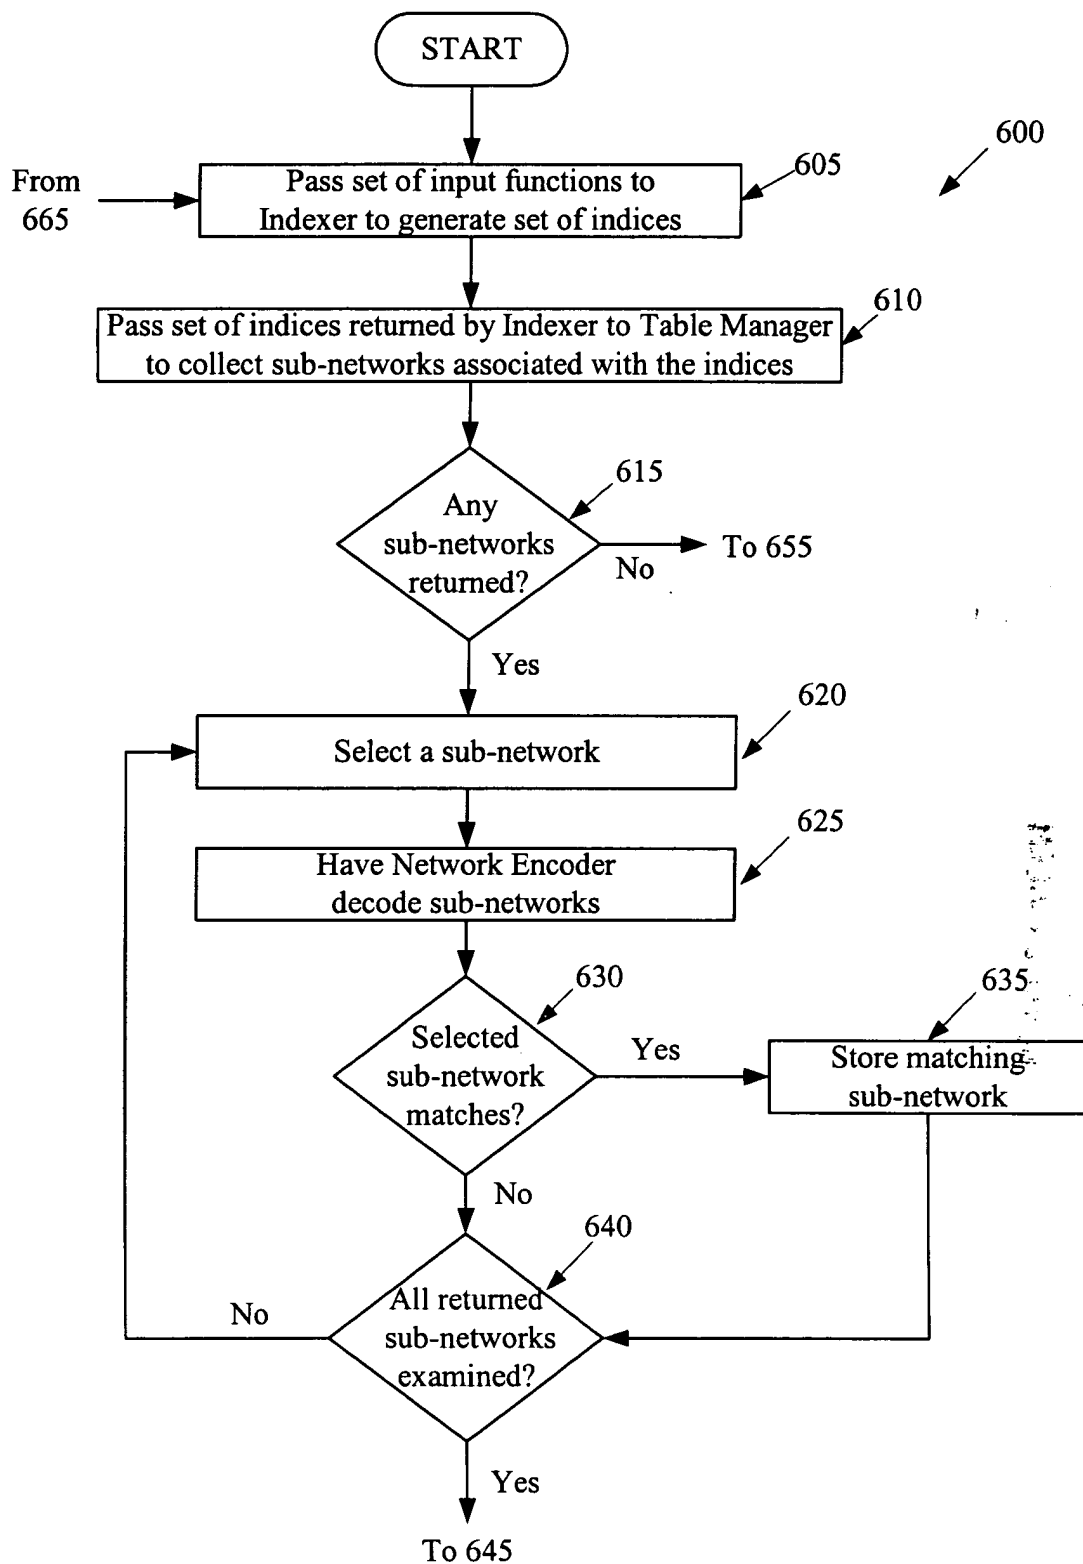 START
600
605
From
665
Pass set of input functions to
Indexer to generate set of indices
610
Pass set of indices returned by Indexer to Table Manager
to collect sub-networks associated with the indices
615
Any
sub-networks
returned?
No
To 655
Yes
620
Select a sub-network
625
Have Network Encoder
decode sub-networks
630
635
Selected
sub-network
matches?
Yes
Store matching
sub-network
No
640
All returned
sub-networks
examined?
No
Yes
To 645